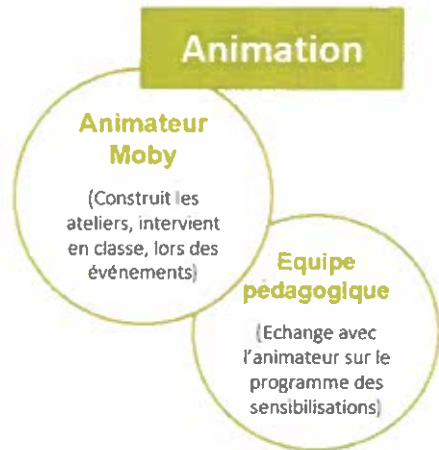 Animation
Animateur
Moby
(Construit les
ateliers, intervient
en classe, lors des
événements)
Equipe
pédagogique
(Echange avec
l'animateur sur le
programme des
sensibilisations)